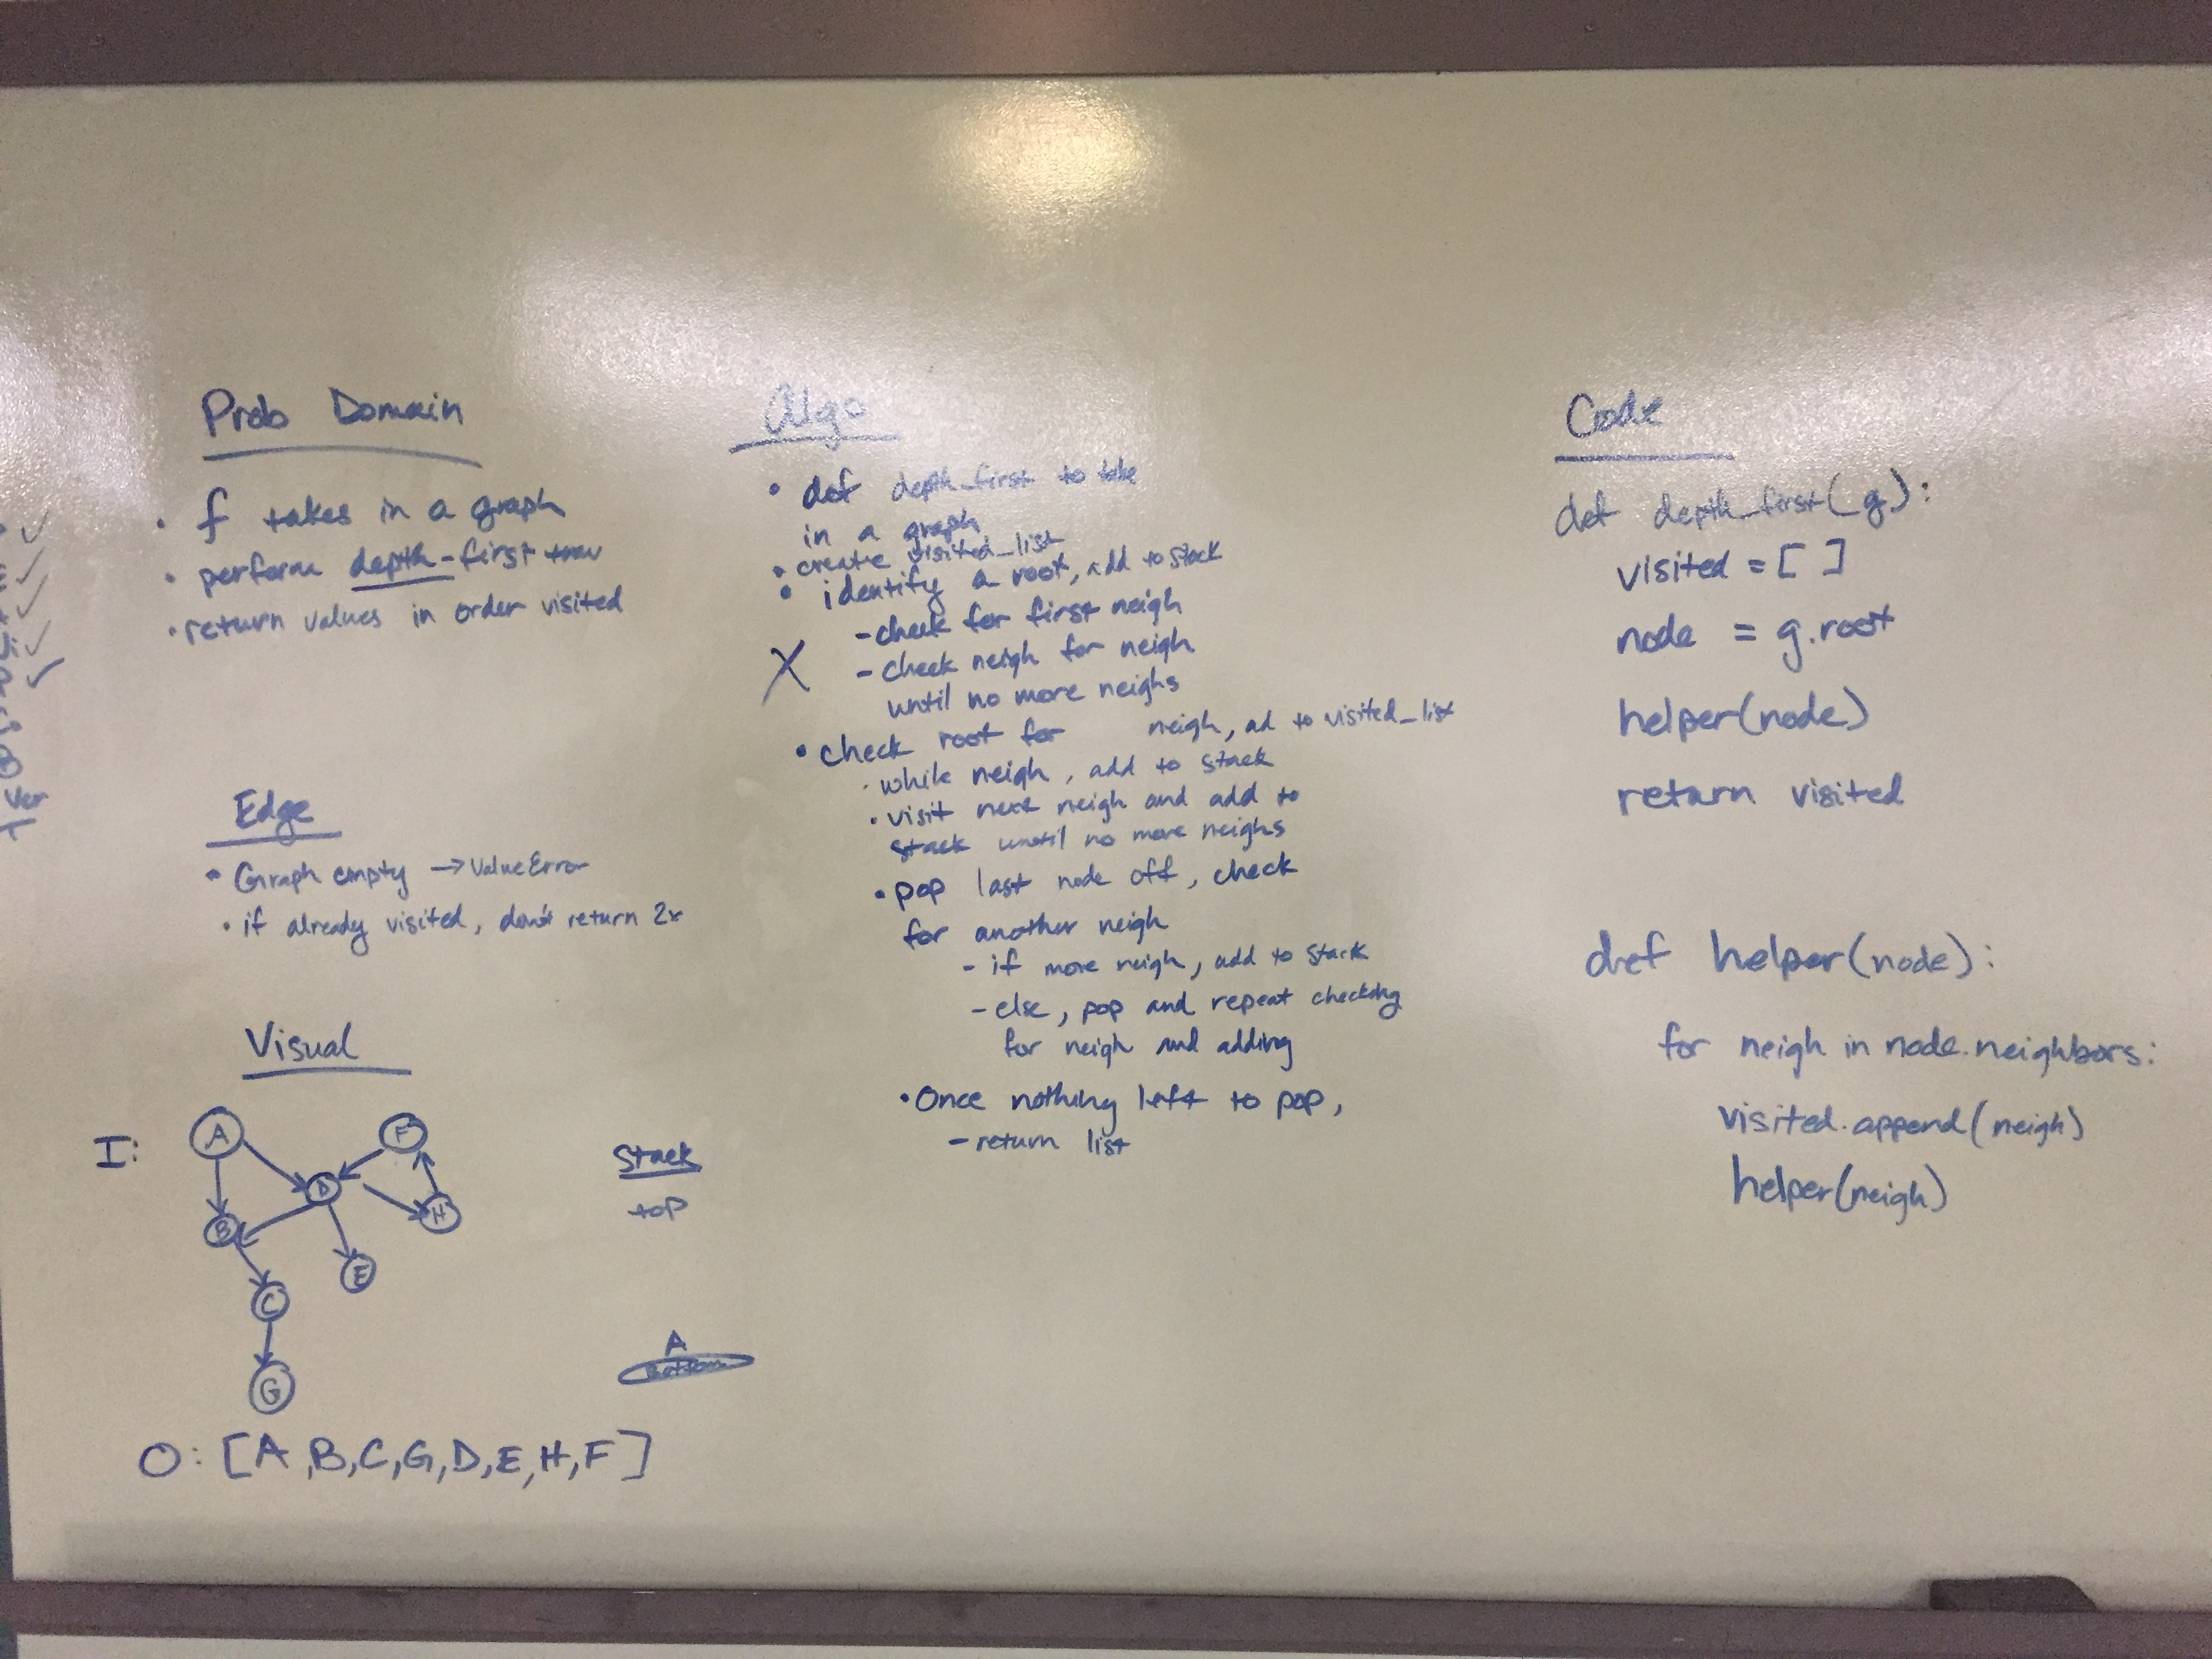 Prob Domain
· f takes in a graph
· perform depth-first trav
· return values in order visited
Edge
· Graph empty → ValueError
· if already visited, don't return 2x
Visual
I:
A
F
D
H
B
E
C
G
Stack
top
A
Bottom
O: [A,B,C,G,D,E,H,F]
Algo
· def depth_first to take
in a graph
· create visited_list
· identify a root, add to stack
- check for first neigh
X
- check neigh for neigh
until no more neighs
· check root for neigh, ad to visited_list
· while neigh, add to stack
· visit next neigh and add to
stack until no more neighs
· pop last node off, check
for another neigh
- if more neigh, add to stack
- else, pop and repeat checking
for neigh and adding
· Once nothing left to pop,
- return list
Code
def depth_first(g):
visited = [ ]
node = g.root
helper(node)
return visited
def helper(node):
for neigh in node.neighbors:
visited.append(neigh)
helper(neigh)